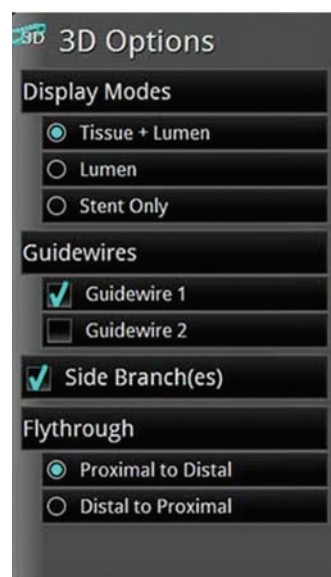 3D 3D Options
Display Modes
Tissue + Lumen
Lumen
Stent Only
Guidewires
Guidewire 1
Guidewire 2
Side Branch(es)
Flythrough
Proximal to Distal
Distal to Proximal